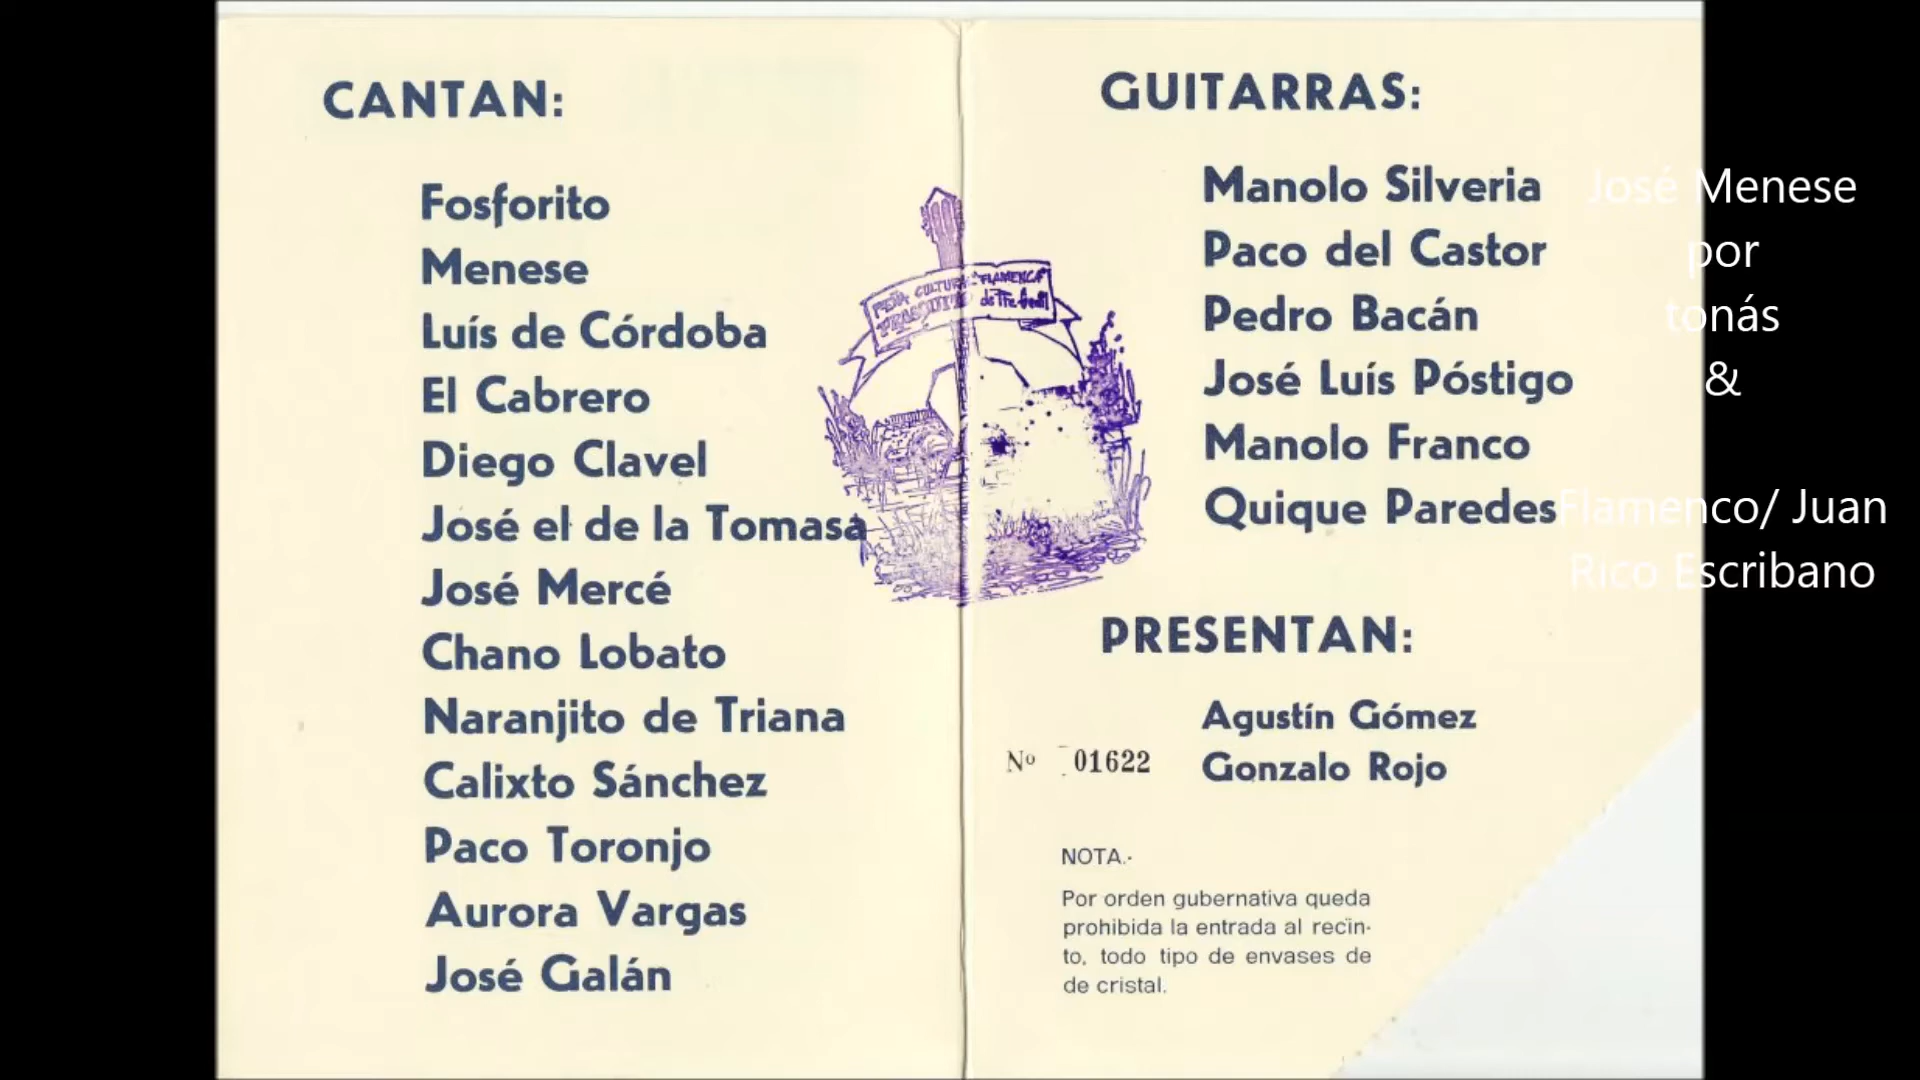 CANTAN:
Fosforito
Menese
Luís de Córdoba
El Cabrero
Diego Clavel
José el de la Tomasa
José Mercé
Chano Lobato
Naranjito de Triana
Calixto Sánchez
Paco Toronjo
Aurora Vargas
José Galán
PEÑA CULTURAL FLAMENCA
GUITARRAS:
Manolo Silveria
Paco del Castor
Pedro Bacán
José Luís Póstigo
Manolo Franco
Quique Paredes
PRESENTAN:
Agustín Gómez
Gonzalo Rojo
Nº 01622
NOTA.-
Por orden gubernativa queda
prohibida la entrada al recin-
to, todo tipo de envases de
de cristal.
José Menese
por
tonás
&
Flamenco/ Juan
Rico Escribano